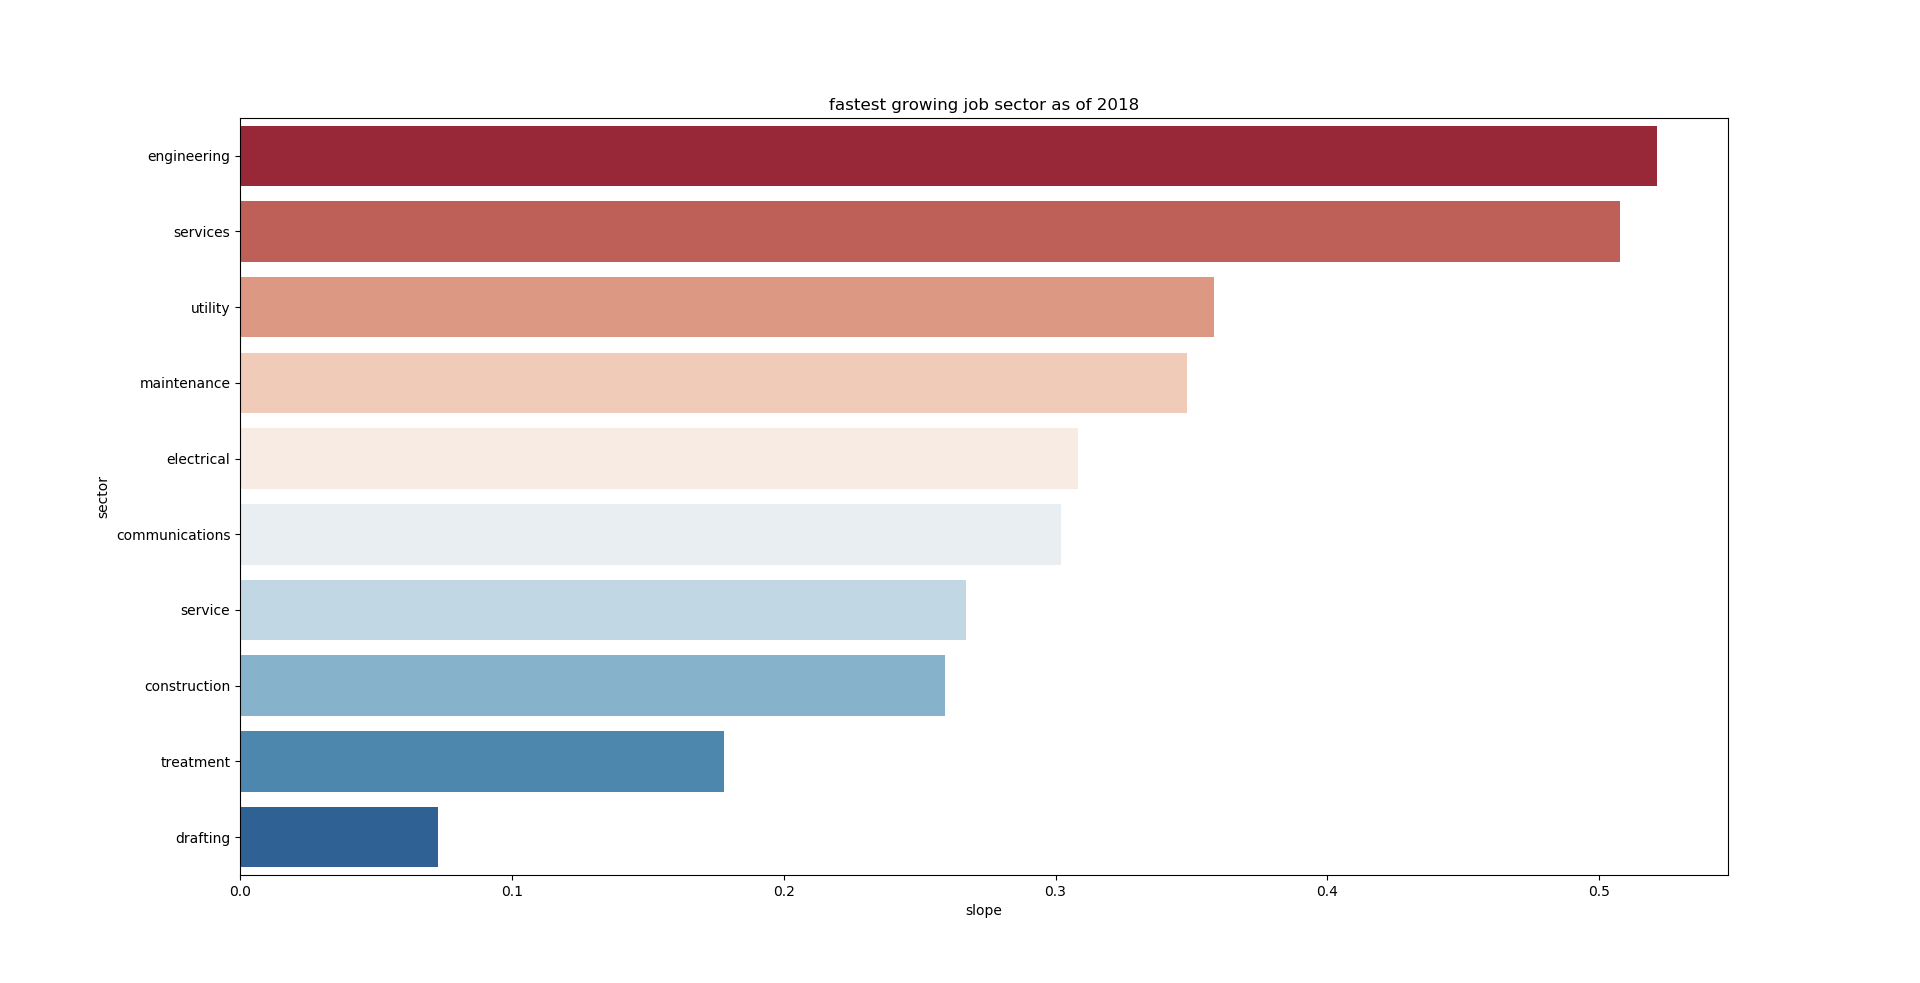 fastest growing job sector as of 2018
engineering
services
utility
maintenance
electrical
communications
service
construction
treatment
drafting
sector
0.0 0.1 0.2 0.3 0.4 0.5
slope